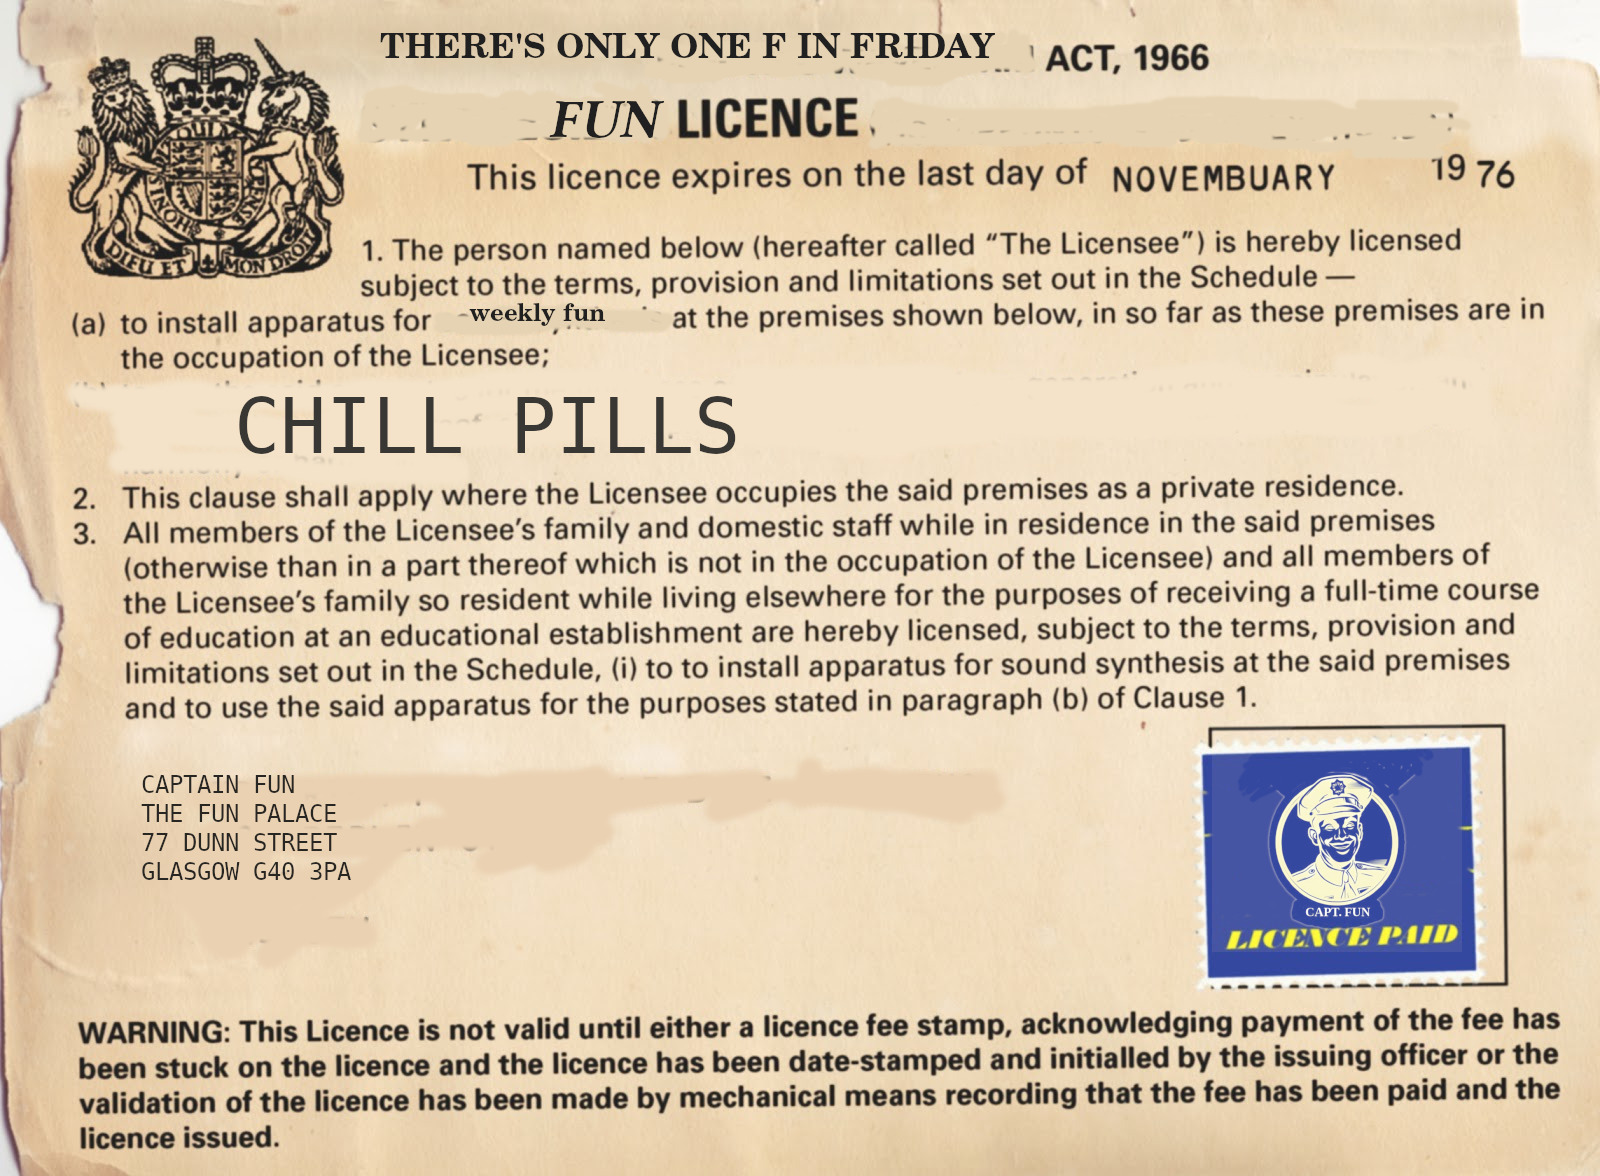 THERE'S ONLY ONE F IN FRIDAY ACT, 1966
FUN LICENCE
This licence expires on the last day of NOVEMBUARY 1976
1. The person named below (hereafter called “The Licensee”) is hereby licensed
subject to the terms, provision and limitations set out in the Schedule —
(a) to install apparatus for weekly fun at the premises shown below, in so far as these premises are in
the occupation of the Licensee;
CHILL PILLS
2. This clause shall apply where the Licensee occupies the said premises as a private residence.
3. All members of the Licensee’s family and domestic staff while in residence in the said premises
(otherwise than in a part thereof which is not in the occupation of the Licensee) and all members of
the Licensee’s family so resident while living elsewhere for the purposes of receiving a full-time course
of education at an educational establishment are hereby licensed, subject to the terms, provision and
limitations set out in the Schedule, (i) to to install apparatus for sound synthesis at the said premises
and to use the said apparatus for the purposes stated in paragraph (b) of Clause 1.
CAPTAIN FUN
THE FUN PALACE
77 DUNN STREET
GLASGOW G40 3PA
CAPT. FUN
LICENCE PAID
WARNING: This Licence is not valid until either a licence fee stamp, acknowledging payment of the fee has
been stuck on the licence and the licence has been date-stamped and initialled by the issuing officer or the
validation of the licence has been made by mechanical means recording that the fee has been paid and the
licence issued.
DIEU ET MON DROIT